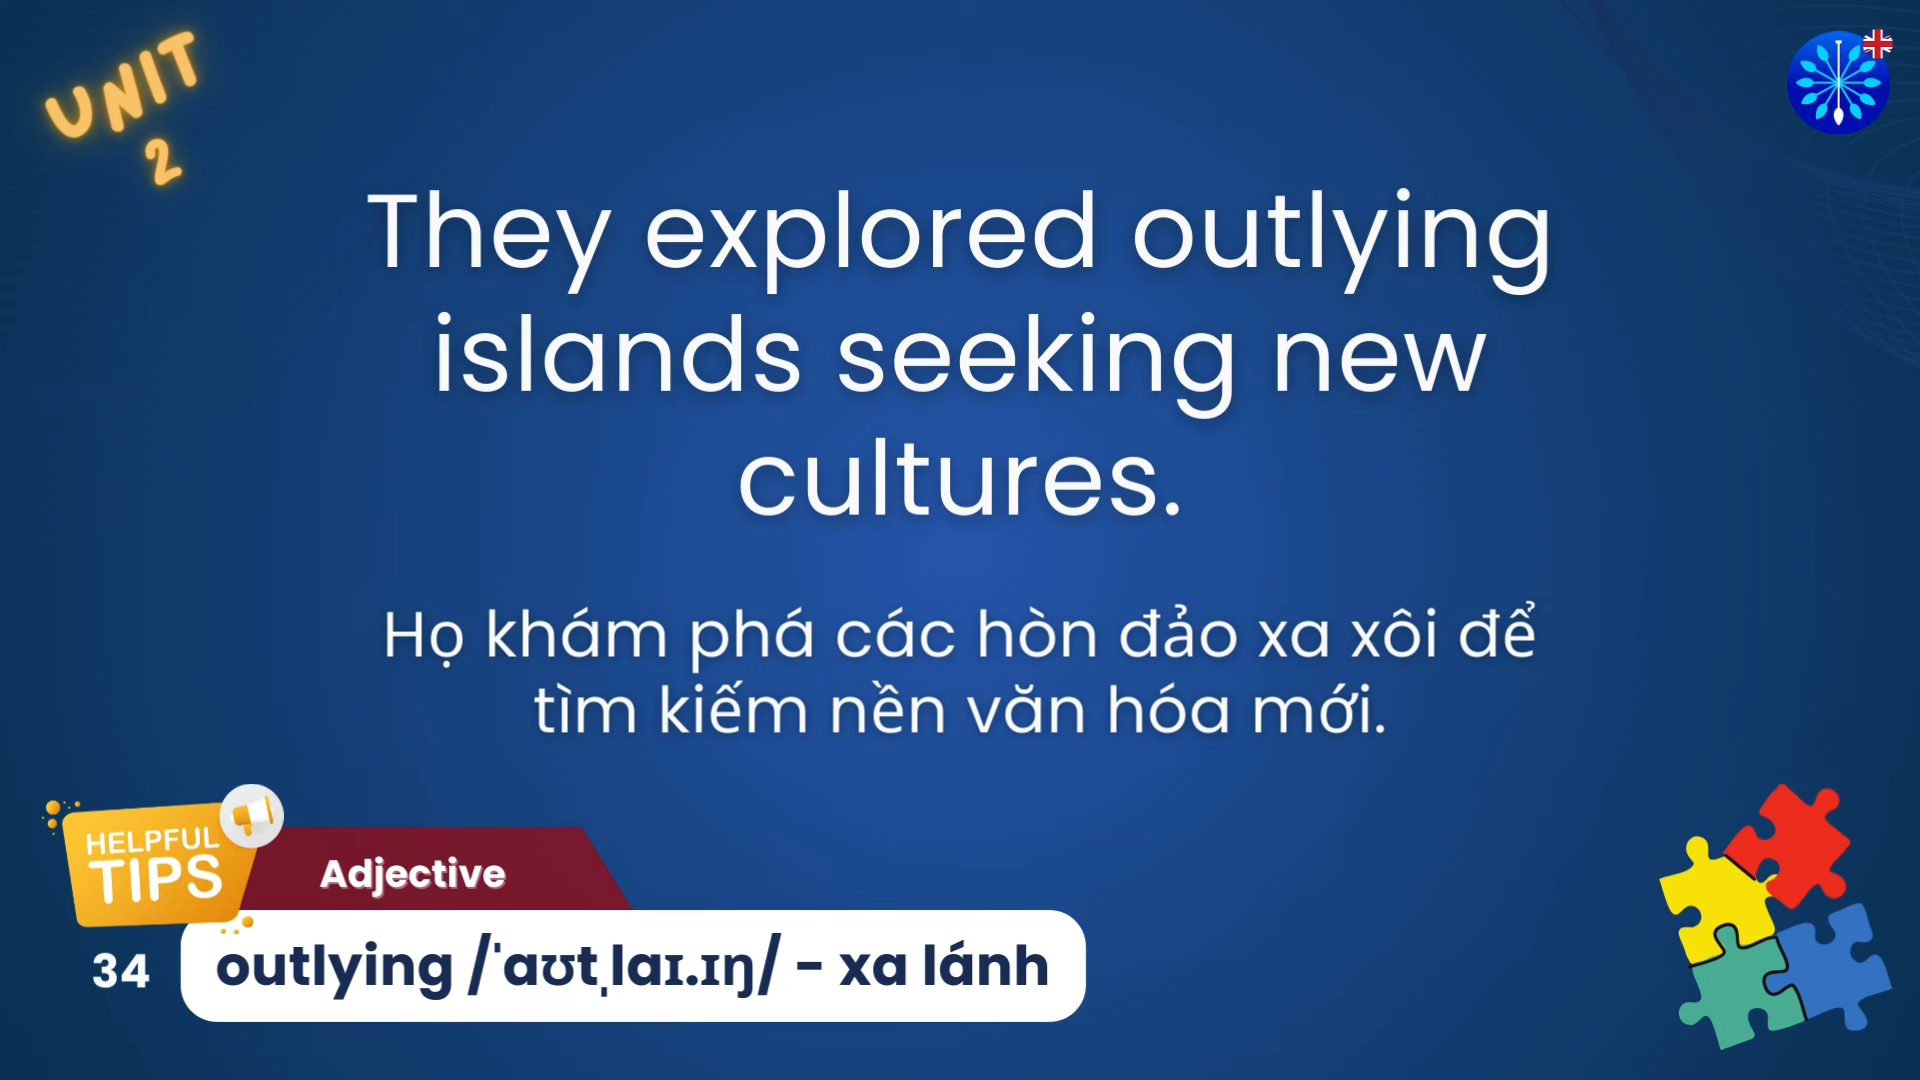 UNIT
2
They explored outlying
islands seeking new
cultures.
Họ khám phá các hòn đảo xa xôi để
tìm kiếm nền văn hóa mới.
HELPFUL
TIPS
Adjective
34
outlying /ˈaʊtˌlaɪ.ɪŋ/ - xa lánh